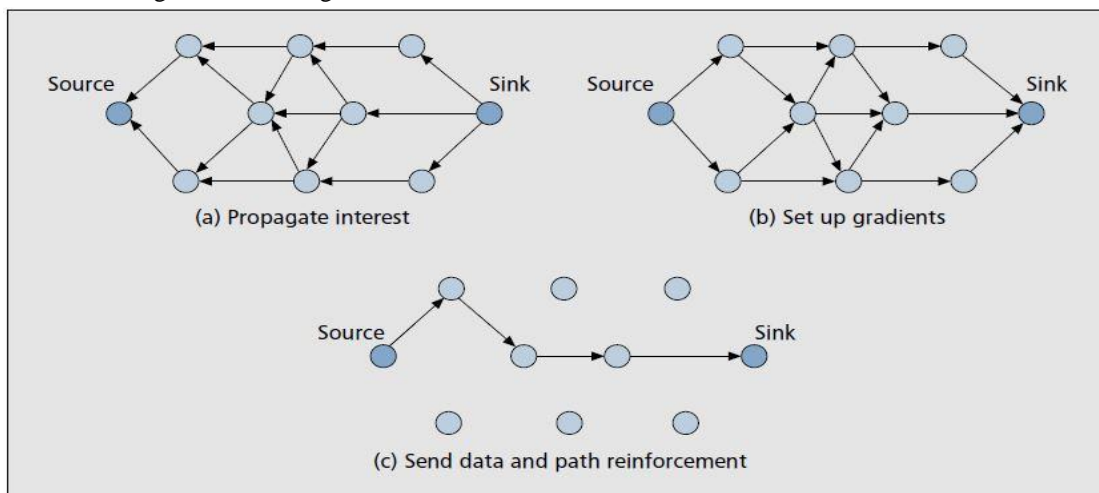 Source
Sink
Source
Sink
(a) Propagate interest
(b) Set up gradients
Source
Sink
(c) Send data and path reinforcement